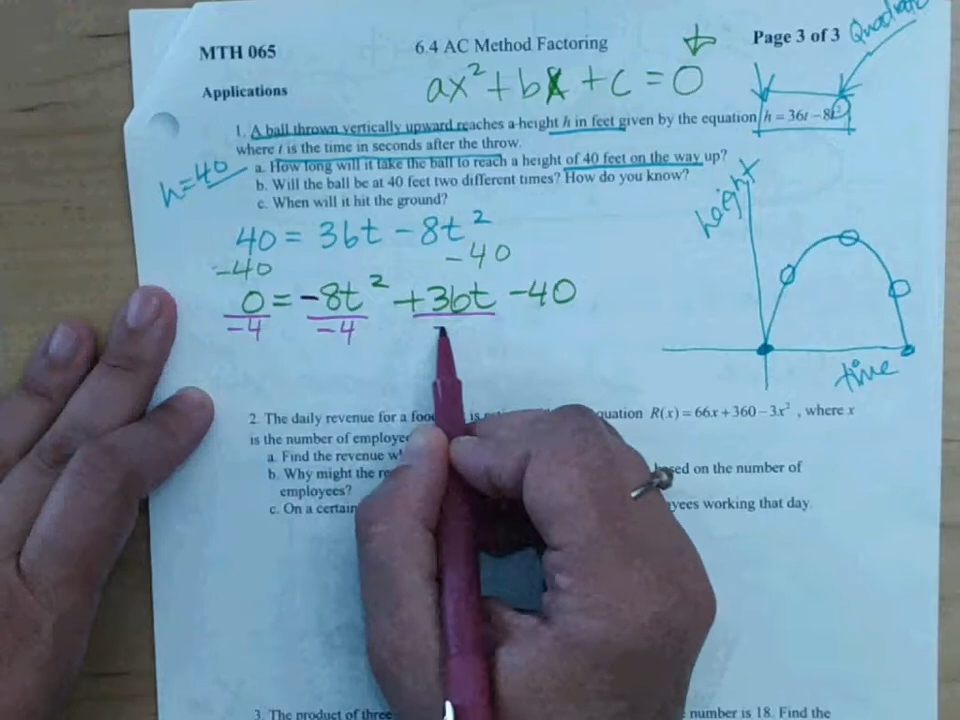 MTH 065 6.4 AC Method Factoring Page 3 of 3
Quadratic
ax² + bx + c = 0
Applications
1. A ball thrown vertically upward reaches a height h in feet given by the equation h = 36t − 8t²
where t is the time in seconds after the throw.
a. How long will it take the ball to reach a height of 40 feet on the way up?
h=40
b. Will the ball be at 40 feet two different times? How do you know?
c. When will it hit the ground?
height
40 = 36t − 8t²
−40 −40
0 = −8t² + 36t − 40
−4 −4
time
2. The daily revenue for a equation R(x) = 66x + 360 − 3x² , where x
is the number of
a. Find the revenue on the number of
b. Why might the
employees?
c. On a certain working that day
3. The product of three number is 18. Find the